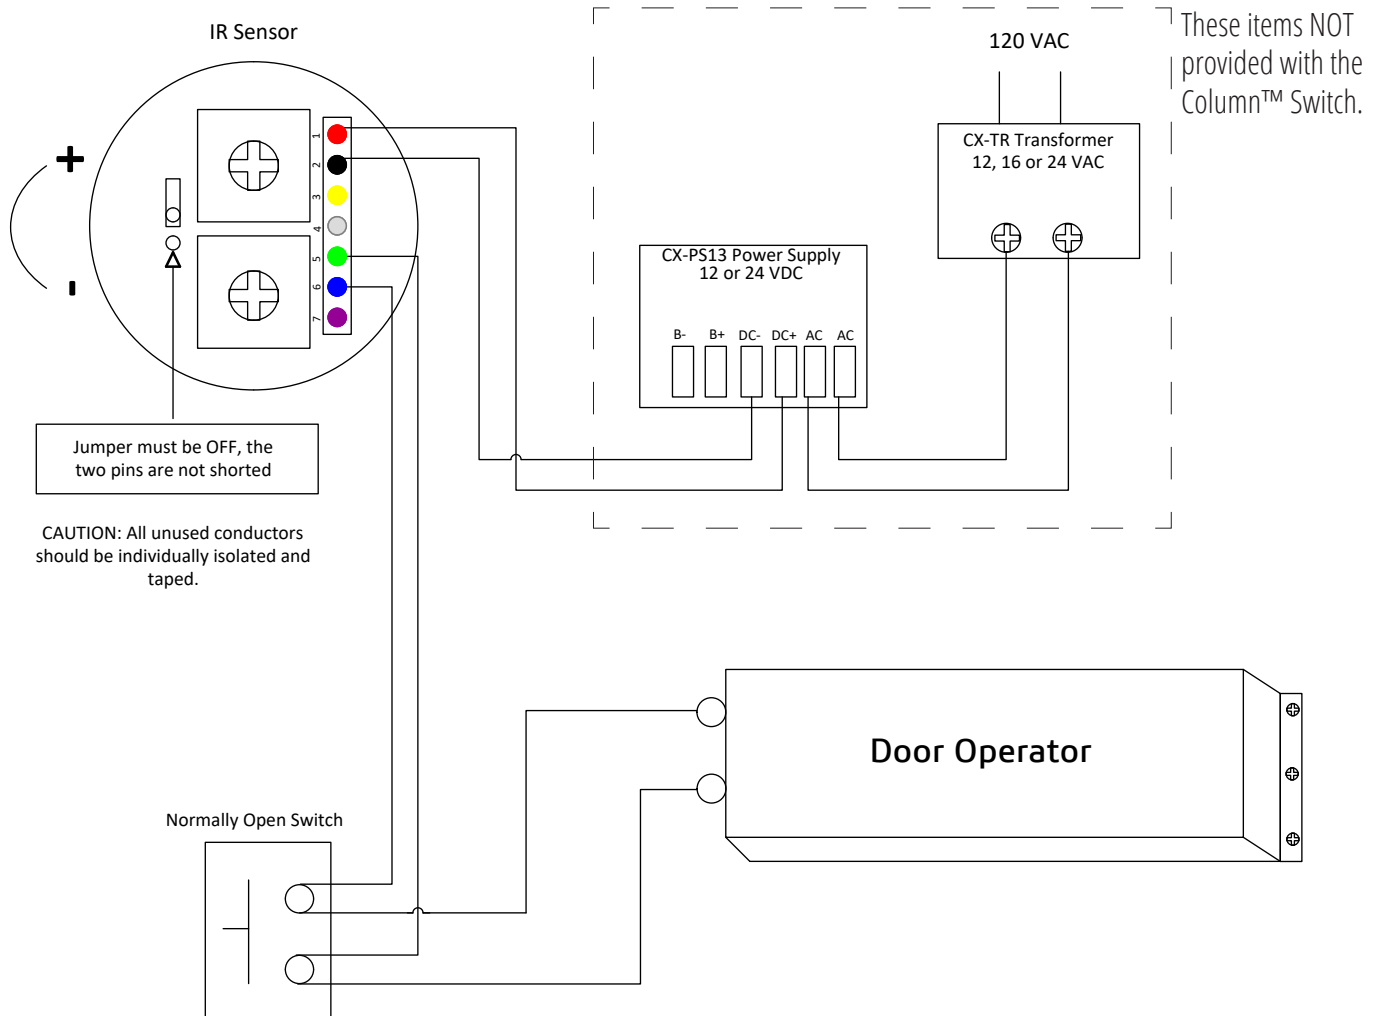 IR Sensor
+
-
1
2
3
4
5
6
7
Jumper must be OFF, the
two pins are not shorted
CAUTION: All unused conductors
should be individually isolated and
taped.
120 VAC
These items NOT
provided with the
Column™ Switch.
CX-TR Transformer
12, 16 or 24 VAC
CX-PS13 Power Supply
12 or 24 VDC
B- B+ DC- DC+ AC AC
Door Operator
Normally Open Switch